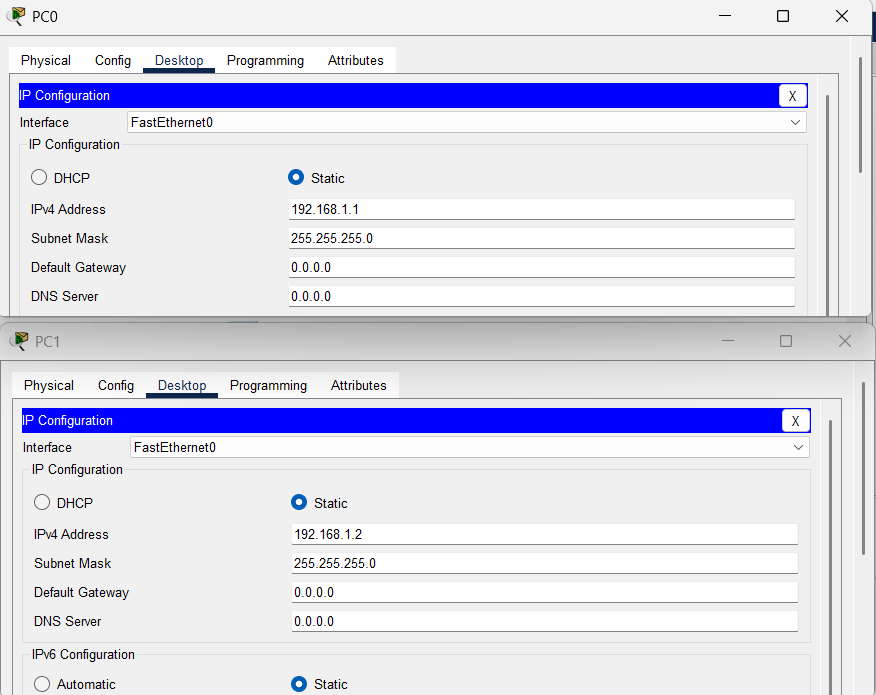 PC0
Physical Config Desktop Programming Attributes
IP Configuration X
Interface FastEthernet0
IP Configuration
DHCP Static
IPv4 Address 192.168.1.1
Subnet Mask 255.255.255.0
Default Gateway 0.0.0.0
DNS Server 0.0.0.0
PC1
Physical Config Desktop Programming Attributes
IP Configuration X
Interface FastEthernet0
IP Configuration
DHCP Static
IPv4 Address 192.168.1.2
Subnet Mask 255.255.255.0
Default Gateway 0.0.0.0
DNS Server 0.0.0.0
IPv6 Configuration
Automatic Static